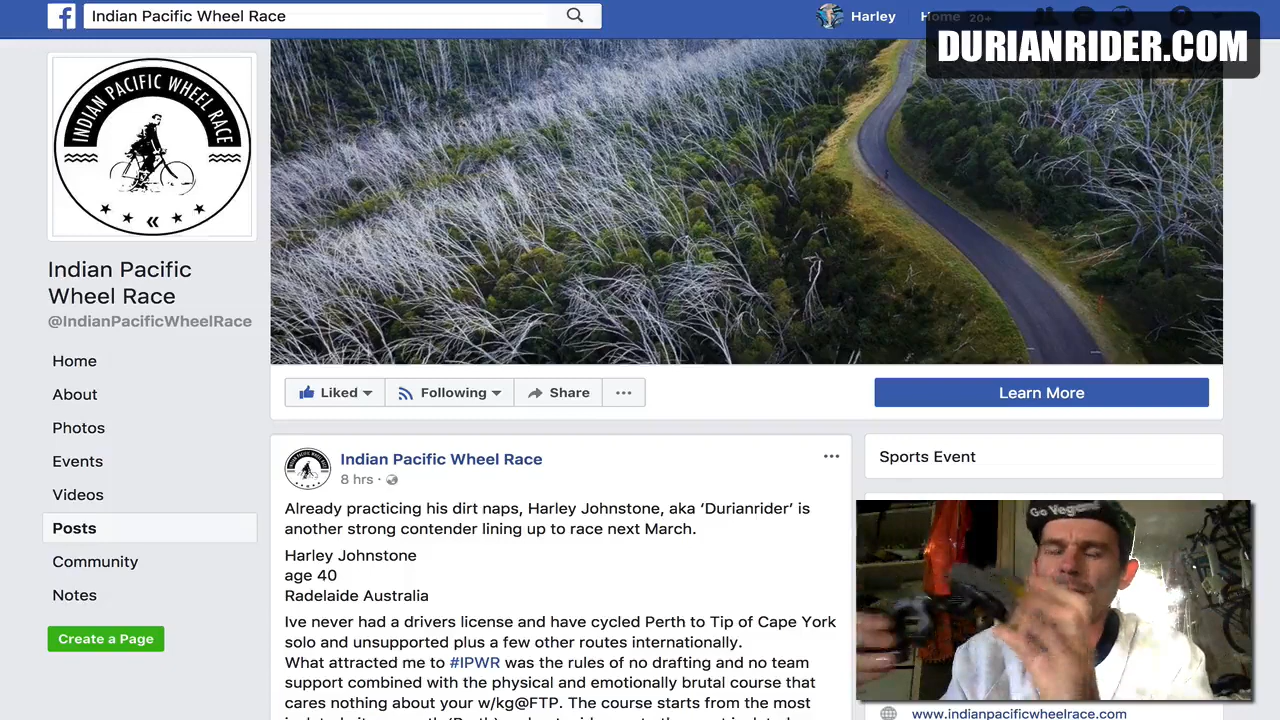 Indian Pacific Wheel Race
Harley
Home 20+
DURIANRIDER.COM
INDIAN PACIFIC WHEEL RACE
Indian Pacific
Wheel Race
@IndianPacificWheelRace
Home
About
Photos
Events
Videos
Posts
Community
Notes
Create a Page
Liked
Following
Share
Learn More
Indian Pacific Wheel Race
8 hrs
Already practicing his dirt naps, Harley Johnstone, aka ‘Durianrider’ is
another strong contender lining up to race next March.
Harley Johnstone
age 40
Radelaide Australia
Ive never had a drivers license and have cycled Perth to Tip of Cape York
solo and unsupported plus a few other routes internationally.
What attracted me to #IPWR was the rules of no drafting and no team
support combined with the physical and emotionally brutal course that
cares nothing about your w/kg@FTP. The course starts from the most
Sports Event
Go Vegan
www.indianpacificwheelrace.com